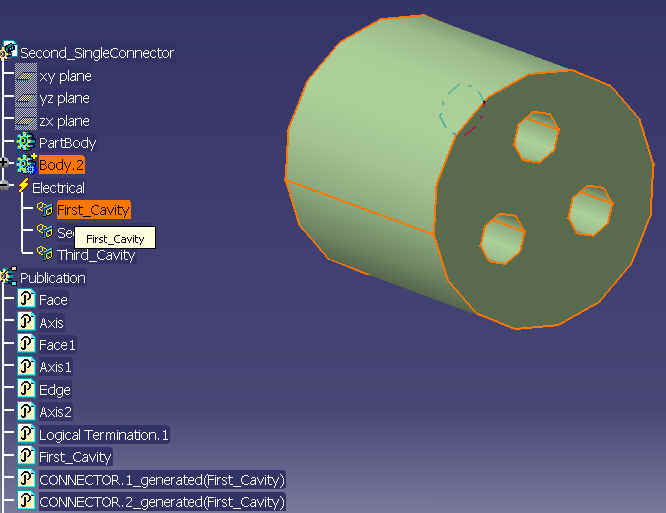 Second_SingleConnector
xy plane
yz plane
zx plane
PartBody
Body.2
Electrical
First_Cavity
First_Cavity
Third_Cavity
Publication
Face
Axis
Face1
Axis1
Edge
Axis2
Logical Termination.1
First_Cavity
CONNECTOR.1_generated(First_Cavity)
CONNECTOR.2_generated(First_Cavity)